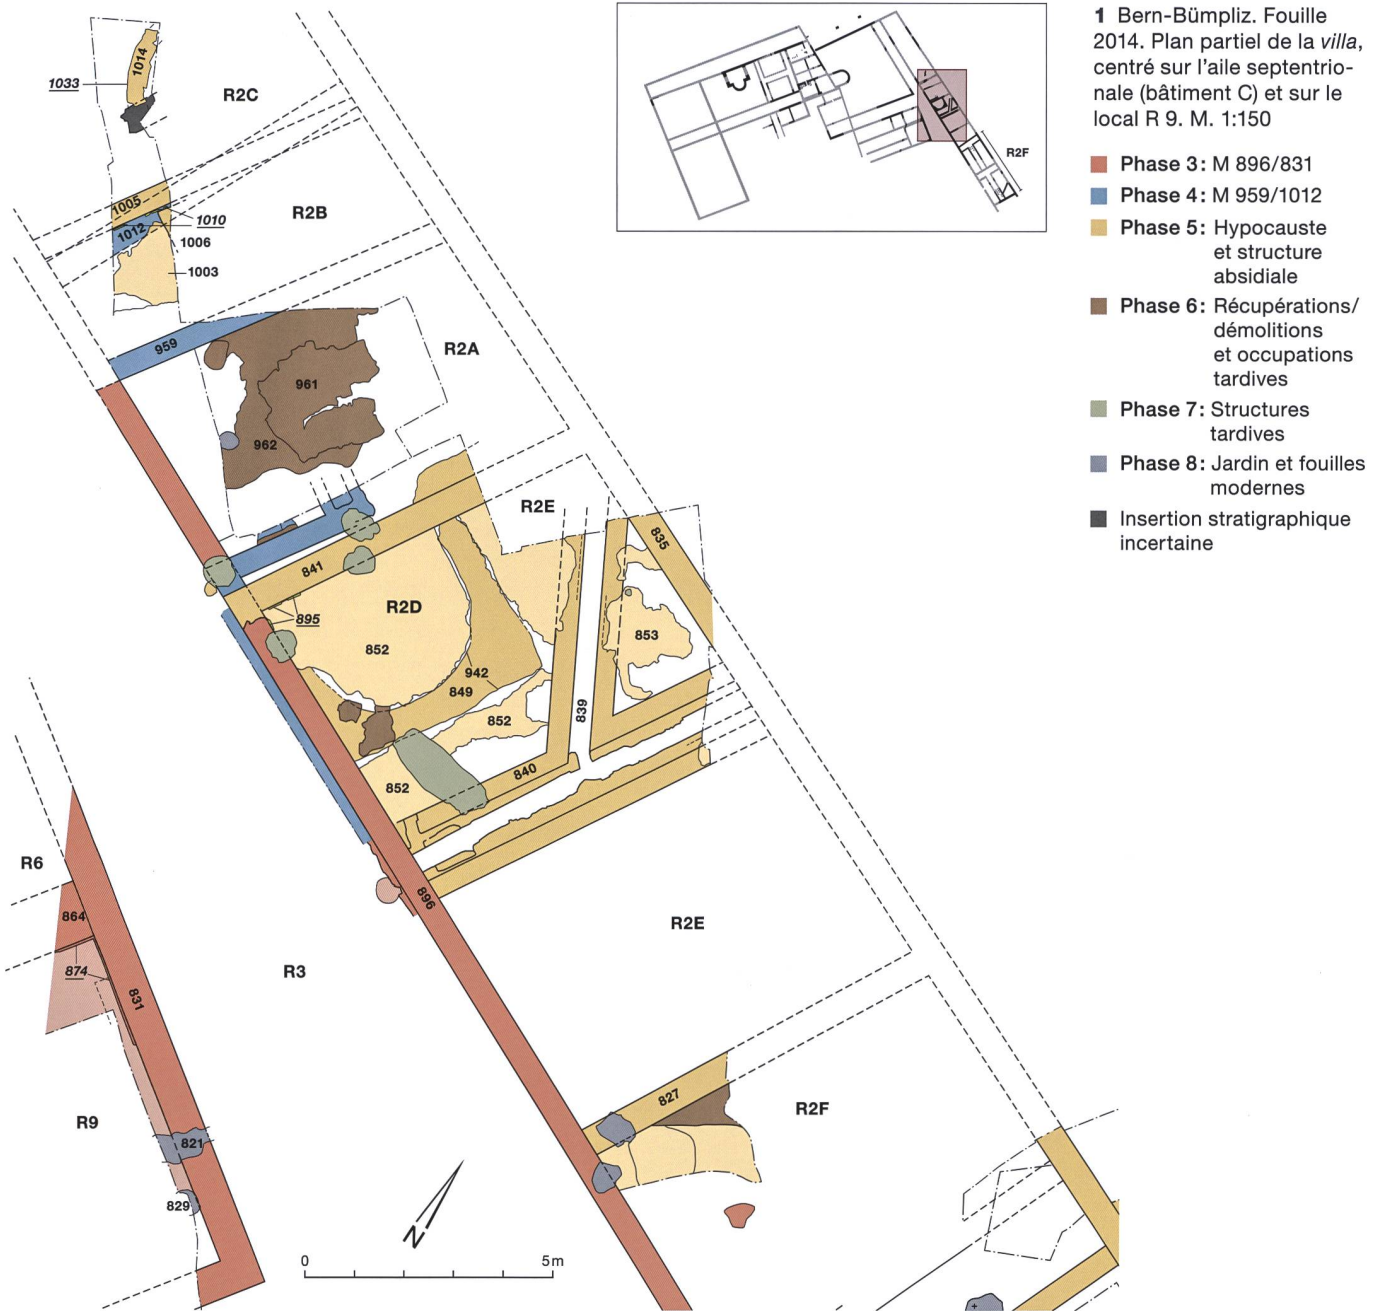 1 Bern-Bümpliz. Fouille
2014. Plan partiel de la villa,
centré sur l'aile septentrio-
nale (bâtiment C) et sur le
local R 9. M. 1:150
Phase 3: M 896/831
Phase 4: M 959/1012
Phase 5: Hypocauste
et structure
absidiale
Phase 6: Récupérations/
démolitions
et occupations
tardives
Phase 7: Structures
tardives
Phase 8: Jardin et fouilles
modernes
Insertion stratigraphique
incertaine
R2F
1014
1033
R2C
1005
1010
R2B
1012
1006
1003
959
R2A
961
962
R2E
835
841
R2D
895
853
852
942
849
852
839
852
840
R6
896
864
R2E
874
R3
831
827
R2F
R9
821
829
N
0
5m